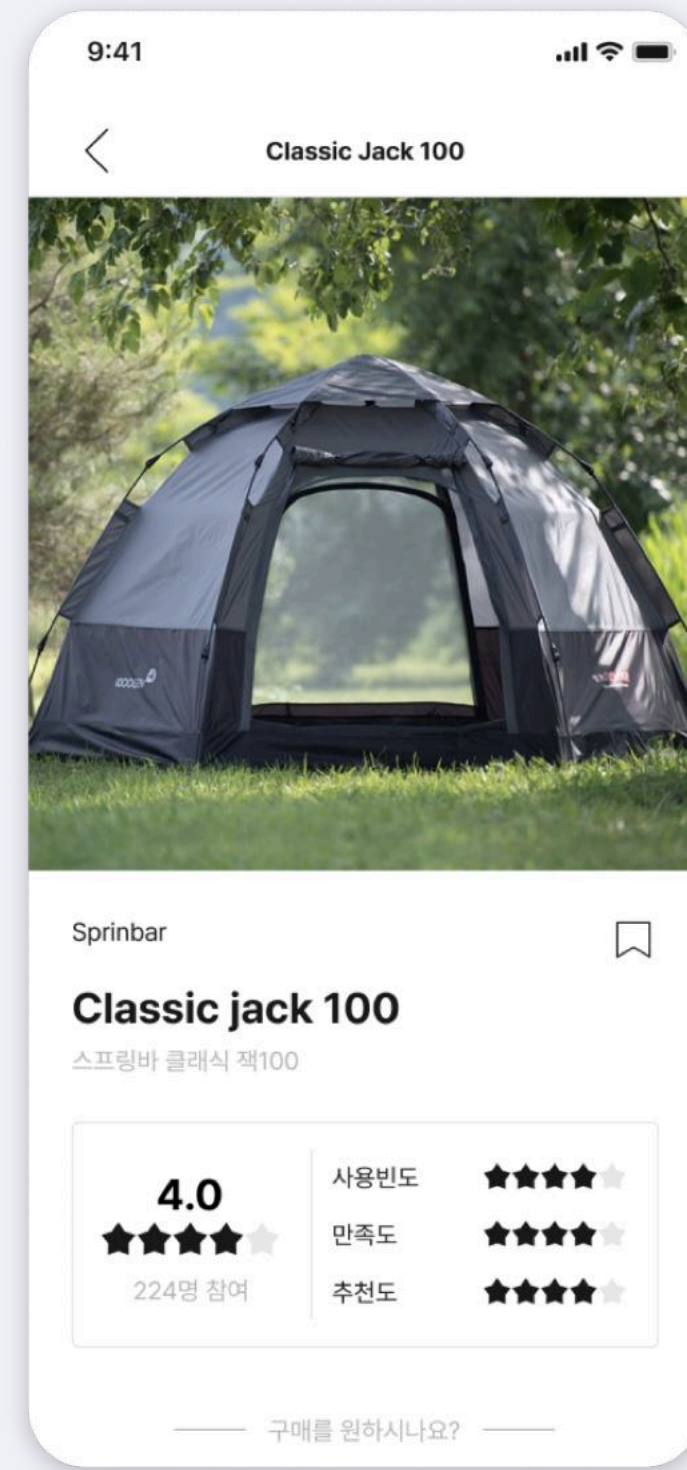 9:41
Classic Jack 100
Sprinbar
Classic jack 100
스프링바 클래식 잭100
4.0
224명 참여
사용빈도
만족도
추천도
구매를 원하시나요?